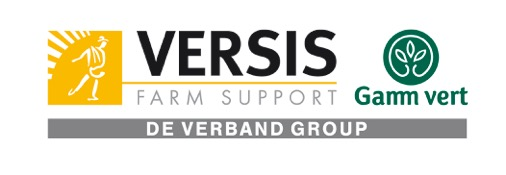 VERSIS
FARM SUPPORT
Gamm vert
DE VERBAND GROUP